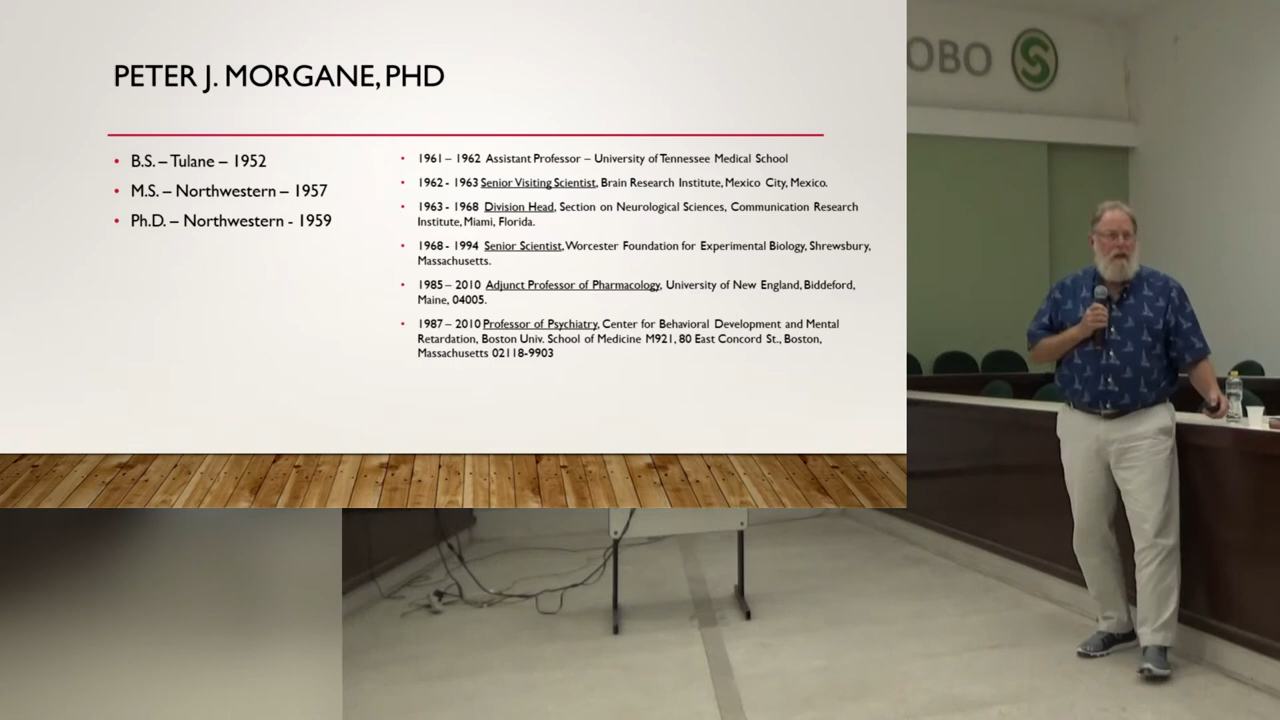 PETER J. MORGANE, PHD
• B.S. – Tulane – 1952
• M.S. – Northwestern – 1957
• Ph.D. – Northwestern - 1959
• 1961 – 1962 Assistant Professor – University of Tennessee Medical School
• 1962 - 1963 Senior Visiting Scientist, Brain Research Institute, Mexico City, Mexico.
• 1963 - 1968 Division Head, Section on Neurological Sciences, Communication Research
Institute, Miami, Florida.
• 1968 - 1994 Senior Scientist, Worcester Foundation for Experimental Biology, Shrewsbury,
Massachusetts.
• 1985 – 2010 Adjunct Professor of Pharmacology, University of New England, Biddeford,
Maine, 04005.
• 1987 – 2010 Professor of Psychiatry, Center for Behavioral Development and Mental
Retardation, Boston Univ. School of Medicine M921, 80 East Concord St., Boston,
Massachusetts 02118-9903
OBO S